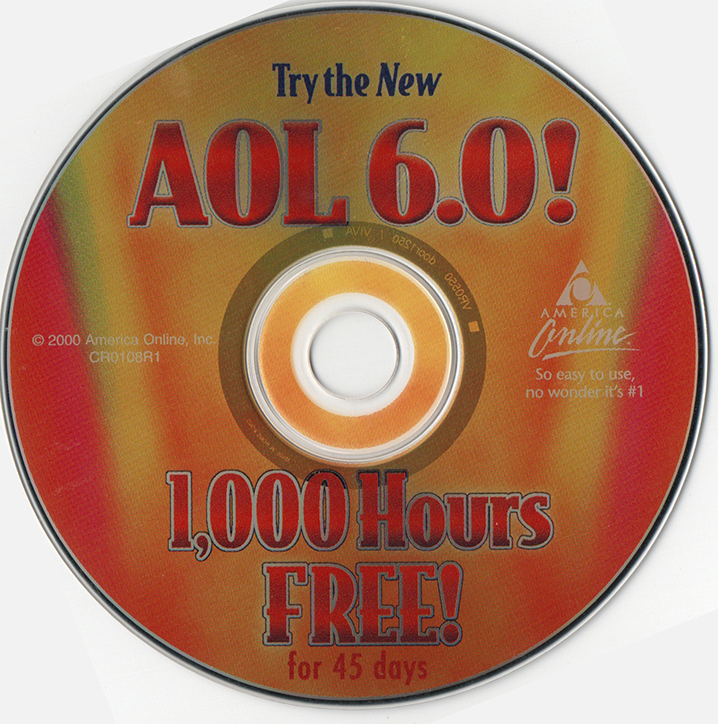 Try the New
AOL 6.0!
© 2000 America Online, Inc.
CR0108R1
AMERICA
Online
So easy to use,
no wonder it's #1
1,000 Hours
FREE!
for 45 days